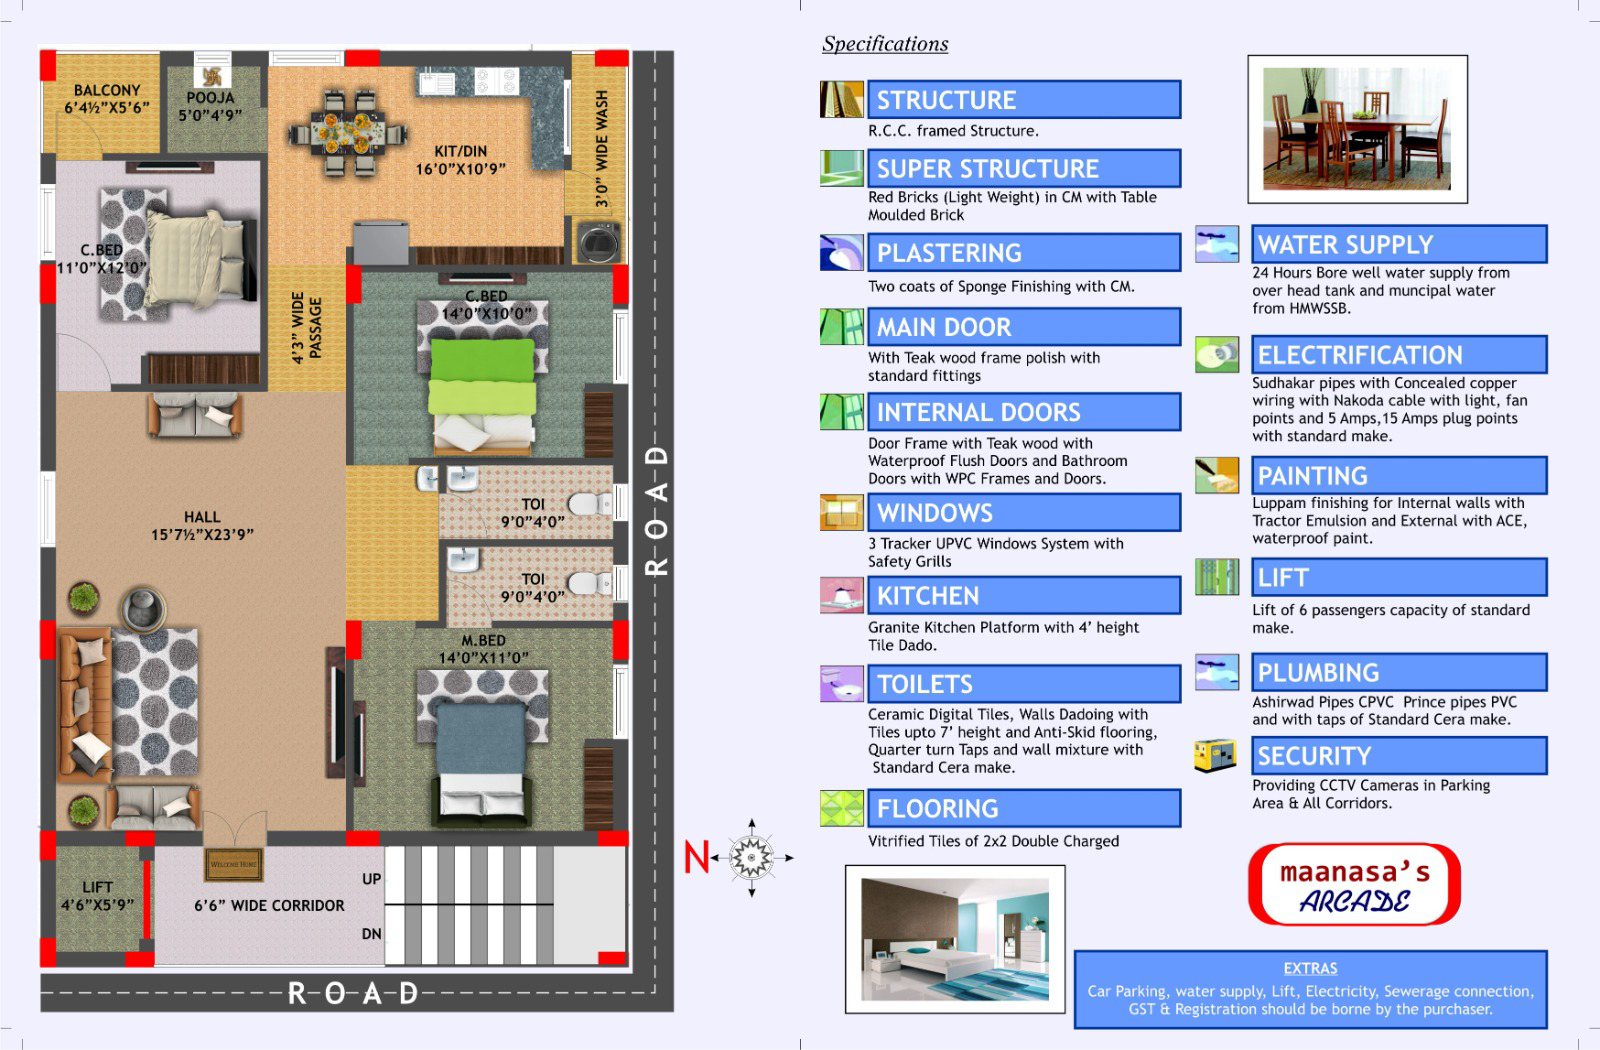 BALCONY
6'4½"X5'6"
POOJA
5'0"4'9"
KIT/DIN
16'0"X10'9"
3'0" WIDE WASH
C.BED
11'0"X12'0"
4'3" WIDE
PASSAGE
C.BED
14'0"X10'0"
HALL
15'7½"X23'9"
TOI
9'0"4'0"
TOI
9'0"4'0"
M.BED
14'0"X11'0"
WELCOME HOME
LIFT
4'6"X5'9"
6'6" WIDE CORRIDOR
UP
DN
ROAD
ROAD
N
Specifications
STRUCTURE
R.C.C. framed Structure.
SUPER STRUCTURE
Red Bricks (Light Weight) in CM with Table
Moulded Brick
PLASTERING
Two coats of Sponge Finishing with CM.
MAIN DOOR
With Teak wood frame polish with
standard fittings
INTERNAL DOORS
Door Frame with Teak wood with
Waterproof Flush Doors and Bathroom
Doors with WPC Frames and Doors.
WINDOWS
3 Tracker UPVC Windows System with
Safety Grills
KITCHEN
Granite Kitchen Platform with 4' height
Tile Dado.
TOILETS
Ceramic Digital Tiles, Walls Dadoing with
Tiles upto 7' height and Anti-Skid flooring,
Quarter turn Taps and wall mixture with
Standard Cera make.
FLOORING
Vitrified Tiles of 2x2 Double Charged
WATER SUPPLY
24 Hours Bore well water supply from
over head tank and muncipal water
from HMWSSB.
ELECTRIFICATION
Sudhakar pipes with Concealed copper
wiring with Nakoda cable with light, fan
points and 5 Amps,15 Amps plug points
with standard make.
PAINTING
Luppam finishing for Internal walls with
Tractor Emulsion and External with ACE,
waterproof paint.
LIFT
Lift of 6 passengers capacity of standard
make.
PLUMBING
Ashirwad Pipes CPVC Prince pipes PVC
and with taps of Standard Cera make.
SECURITY
Providing CCTV Cameras in Parking
Area & All Corridors.
maanasa's
ARCADE
EXTRAS
Car Parking, water supply, Lift, Electricity, Sewerage connection,
GST & Registration should be borne by the purchaser.